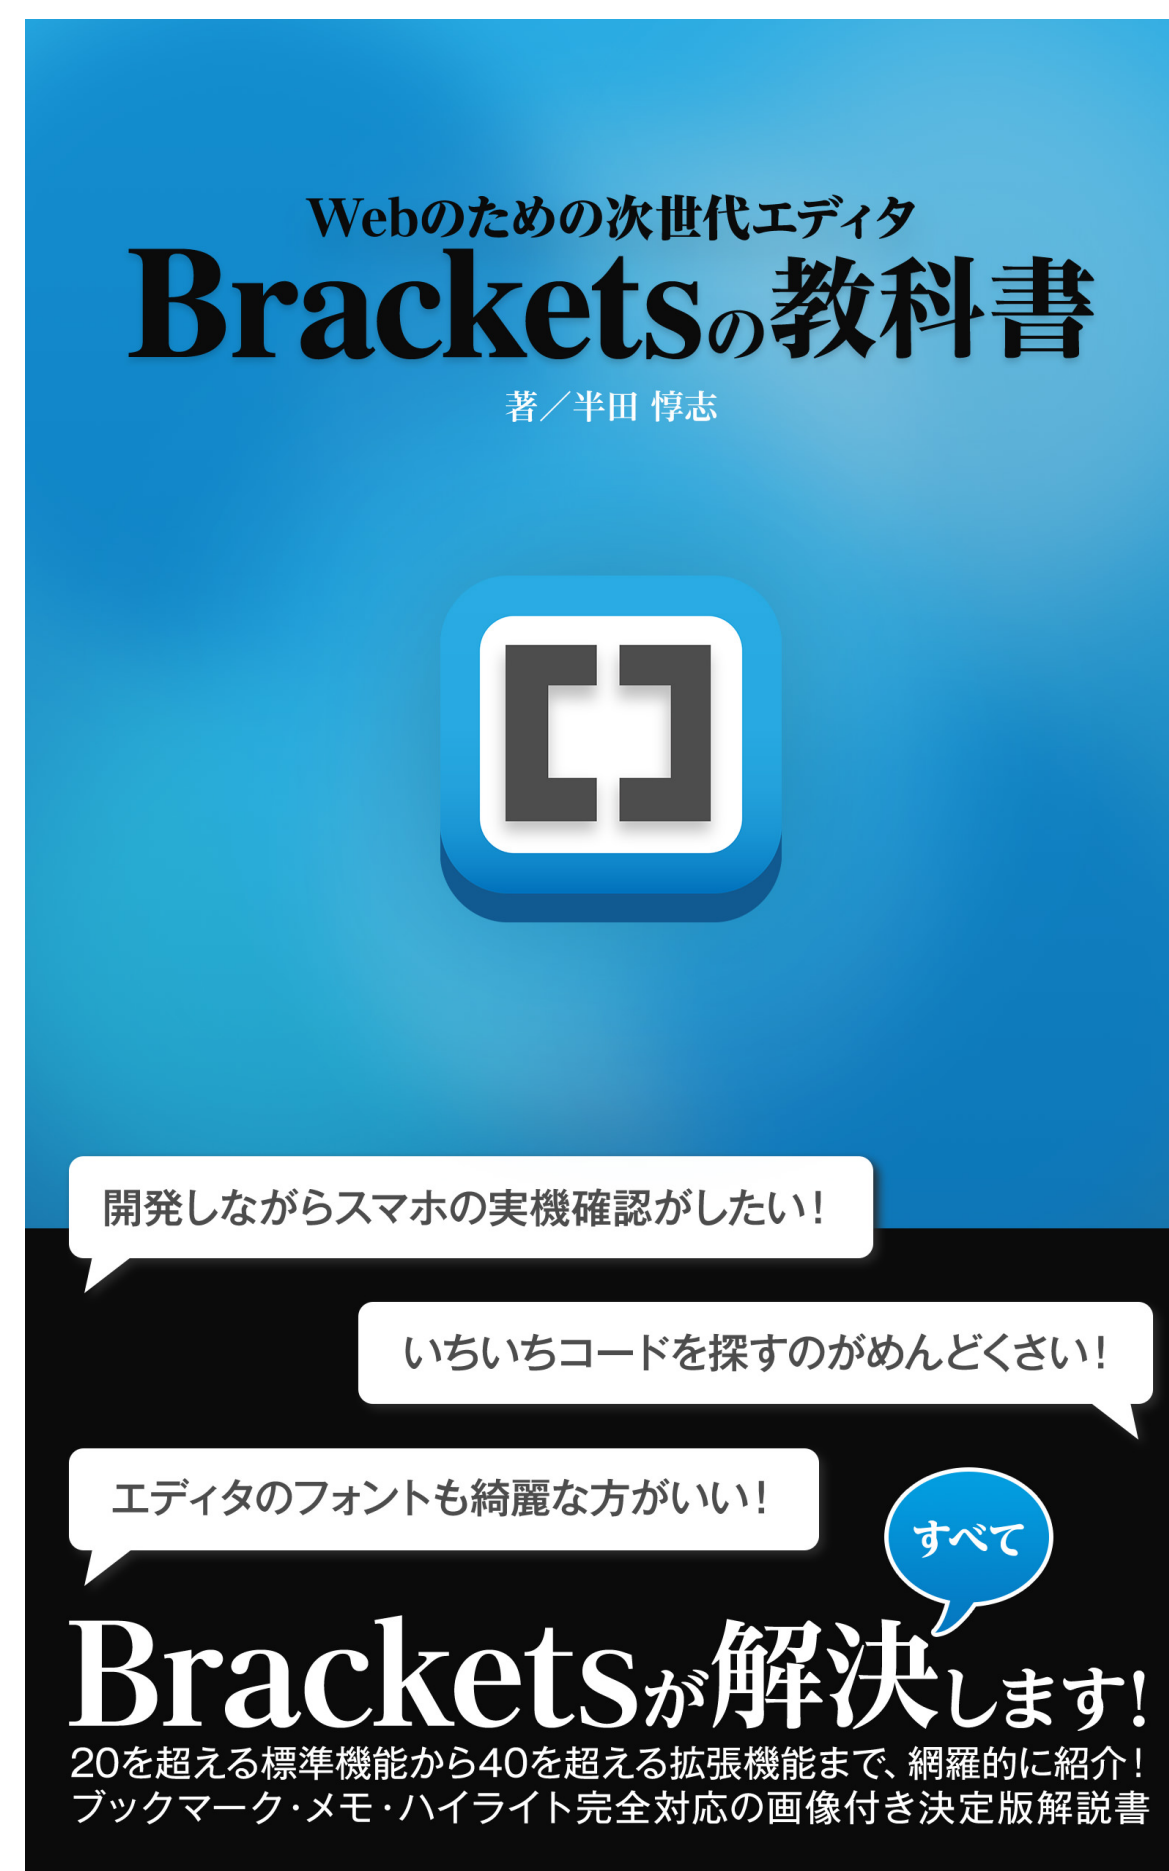 Webのための次世代エディタ
Bracketsの教科書
著／半田 惇志
開発しながらスマホの実機確認がしたい！
いちいちコードを探すのがめんどくさい！
エディタのフォントも綺麗な方がいい！
すべて
Bracketsが解決します！
20を超える標準機能から40を超える拡張機能まで、網羅的に紹介！
ブックマーク・メモ・ハイライト完全対応の画像付き決定版解説書